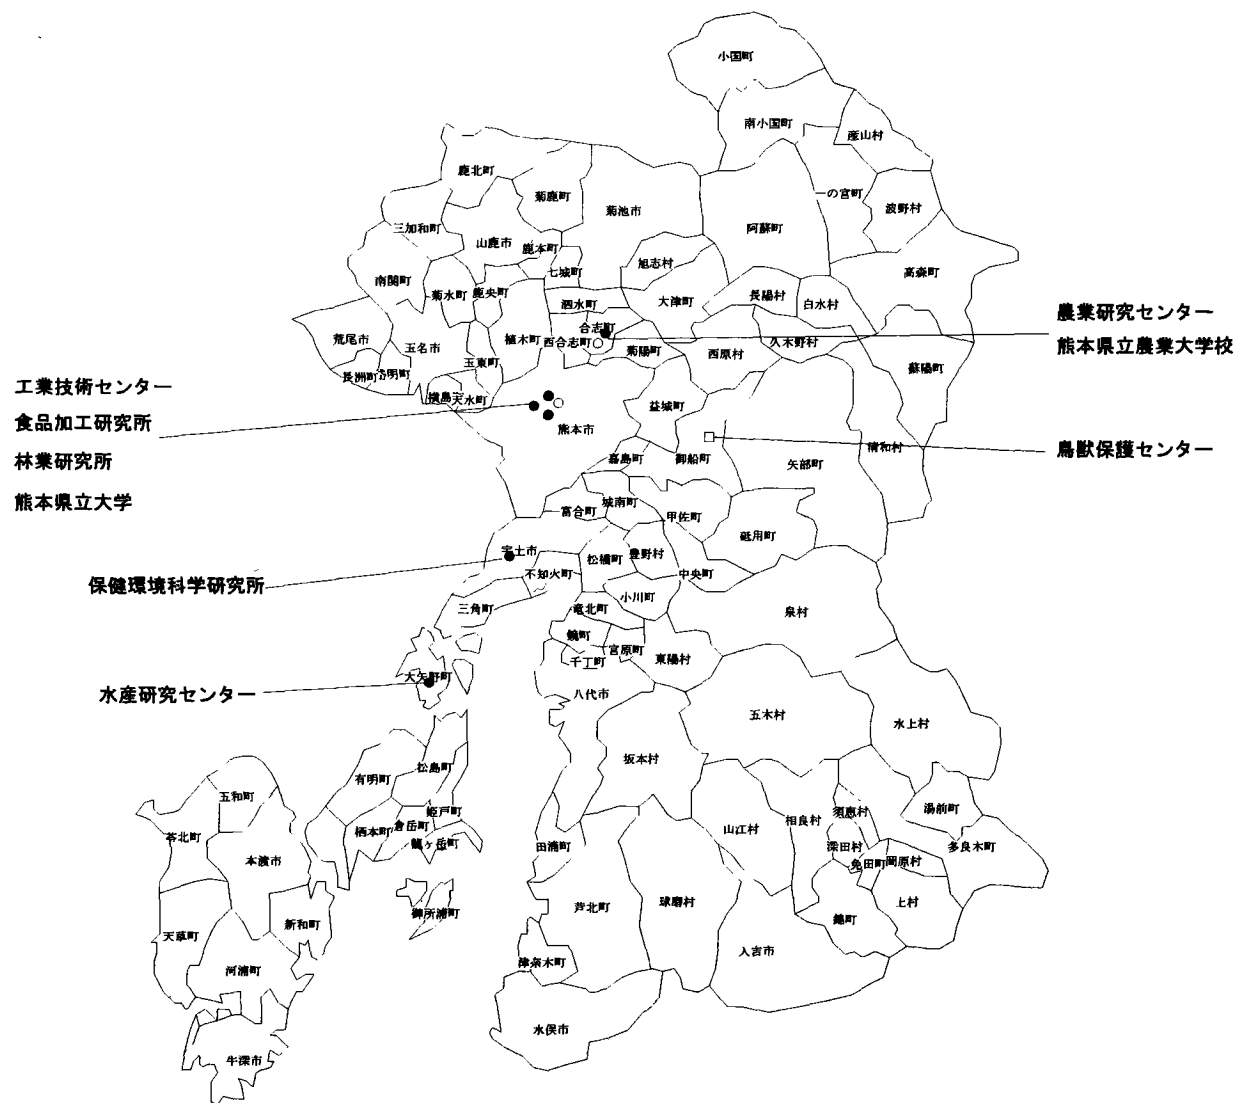 小国町
南小国町
産山村
鹿北町
菊鹿町
菊池市
一の宮町
波野村
三加和町
山鹿市
鹿本町
阿蘇町
南関町
菊水町
鹿央町
七城町
旭志村
高森町
泗水町
大津町
長陽村
白水村
荒尾市
玉名市
植木町
合志町
西合志町
菊陽町
西原村
久木野村
農業研究センター
熊本県立農業大学校
長洲町
玉東町
蘇陽町
工業技術センター
天水町
益城町
食品加工研究所
熊本市
清和村
林業研究所
嘉島町
御船町
矢部町
鳥獣保護センター
熊本県立大学
富合町
城南町
甲佐町
砥用町
宇土市
松橋町
豊野村
保健環境科学研究所
不知火町
中央町
三角町
小川町
竜北町
泉村
鏡町
宮原町
千丁町
東陽村
水産研究センター
大矢野町
八代市
五木村
水上村
坂本村
有明町
松島町
五和町
姫戸町
倉岳町
栖本町
龍ヶ岳町
苓北町
本渡市
田浦町
山江村
相良村
須恵村
湯前町
深田村
多良木町
免田町
岡原村
御所浦町
芦北町
球磨村
上村
錦町
天草町
新和町
河浦町
津奈木町
人吉市
水俣市
牛深市